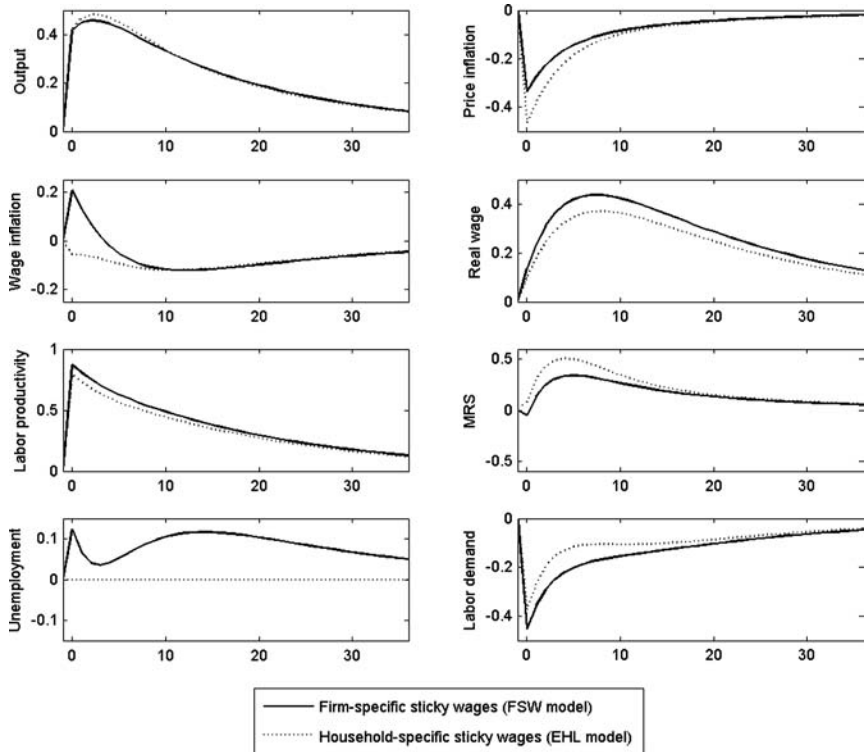 Output
0.4
0.2
0
0 10 20 30
Price inflation
0
-0.2
-0.4
0 10 20 30
Wage inflation
0.2
0
-0.2
0 10 20 30
Real wage
0.4
0.2
0
0 10 20 30
Labor productivity
1
0.5
0
0 10 20 30
MRS
0.5
0
-0.5
0 10 20 30
Unemployment
0.1
0
-0.1
0 10 20 30
Labor demand
0
-0.2
-0.4
0 10 20 30
Firm-specific sticky wages (FSW model)
Household-specific sticky wages (EHL model)